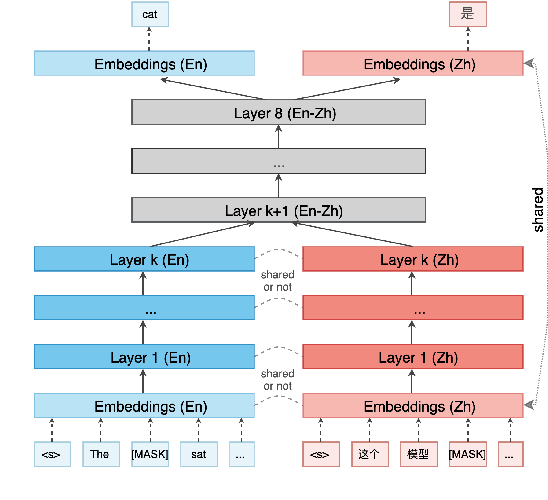 cat 是
Embeddings (En) Embeddings (Zh)
Layer 8 (En-Zh)
...
Layer k+1 (En-Zh)
Layer k (En) Layer k (Zh)
shared
or not
... ...
Layer 1 (En) Layer 1 (Zh)
shared
or not
Embeddings (En) Embeddings (Zh)
<s> The [MASK] sat ... <s> 这个 模型 [MASK] ...
shared